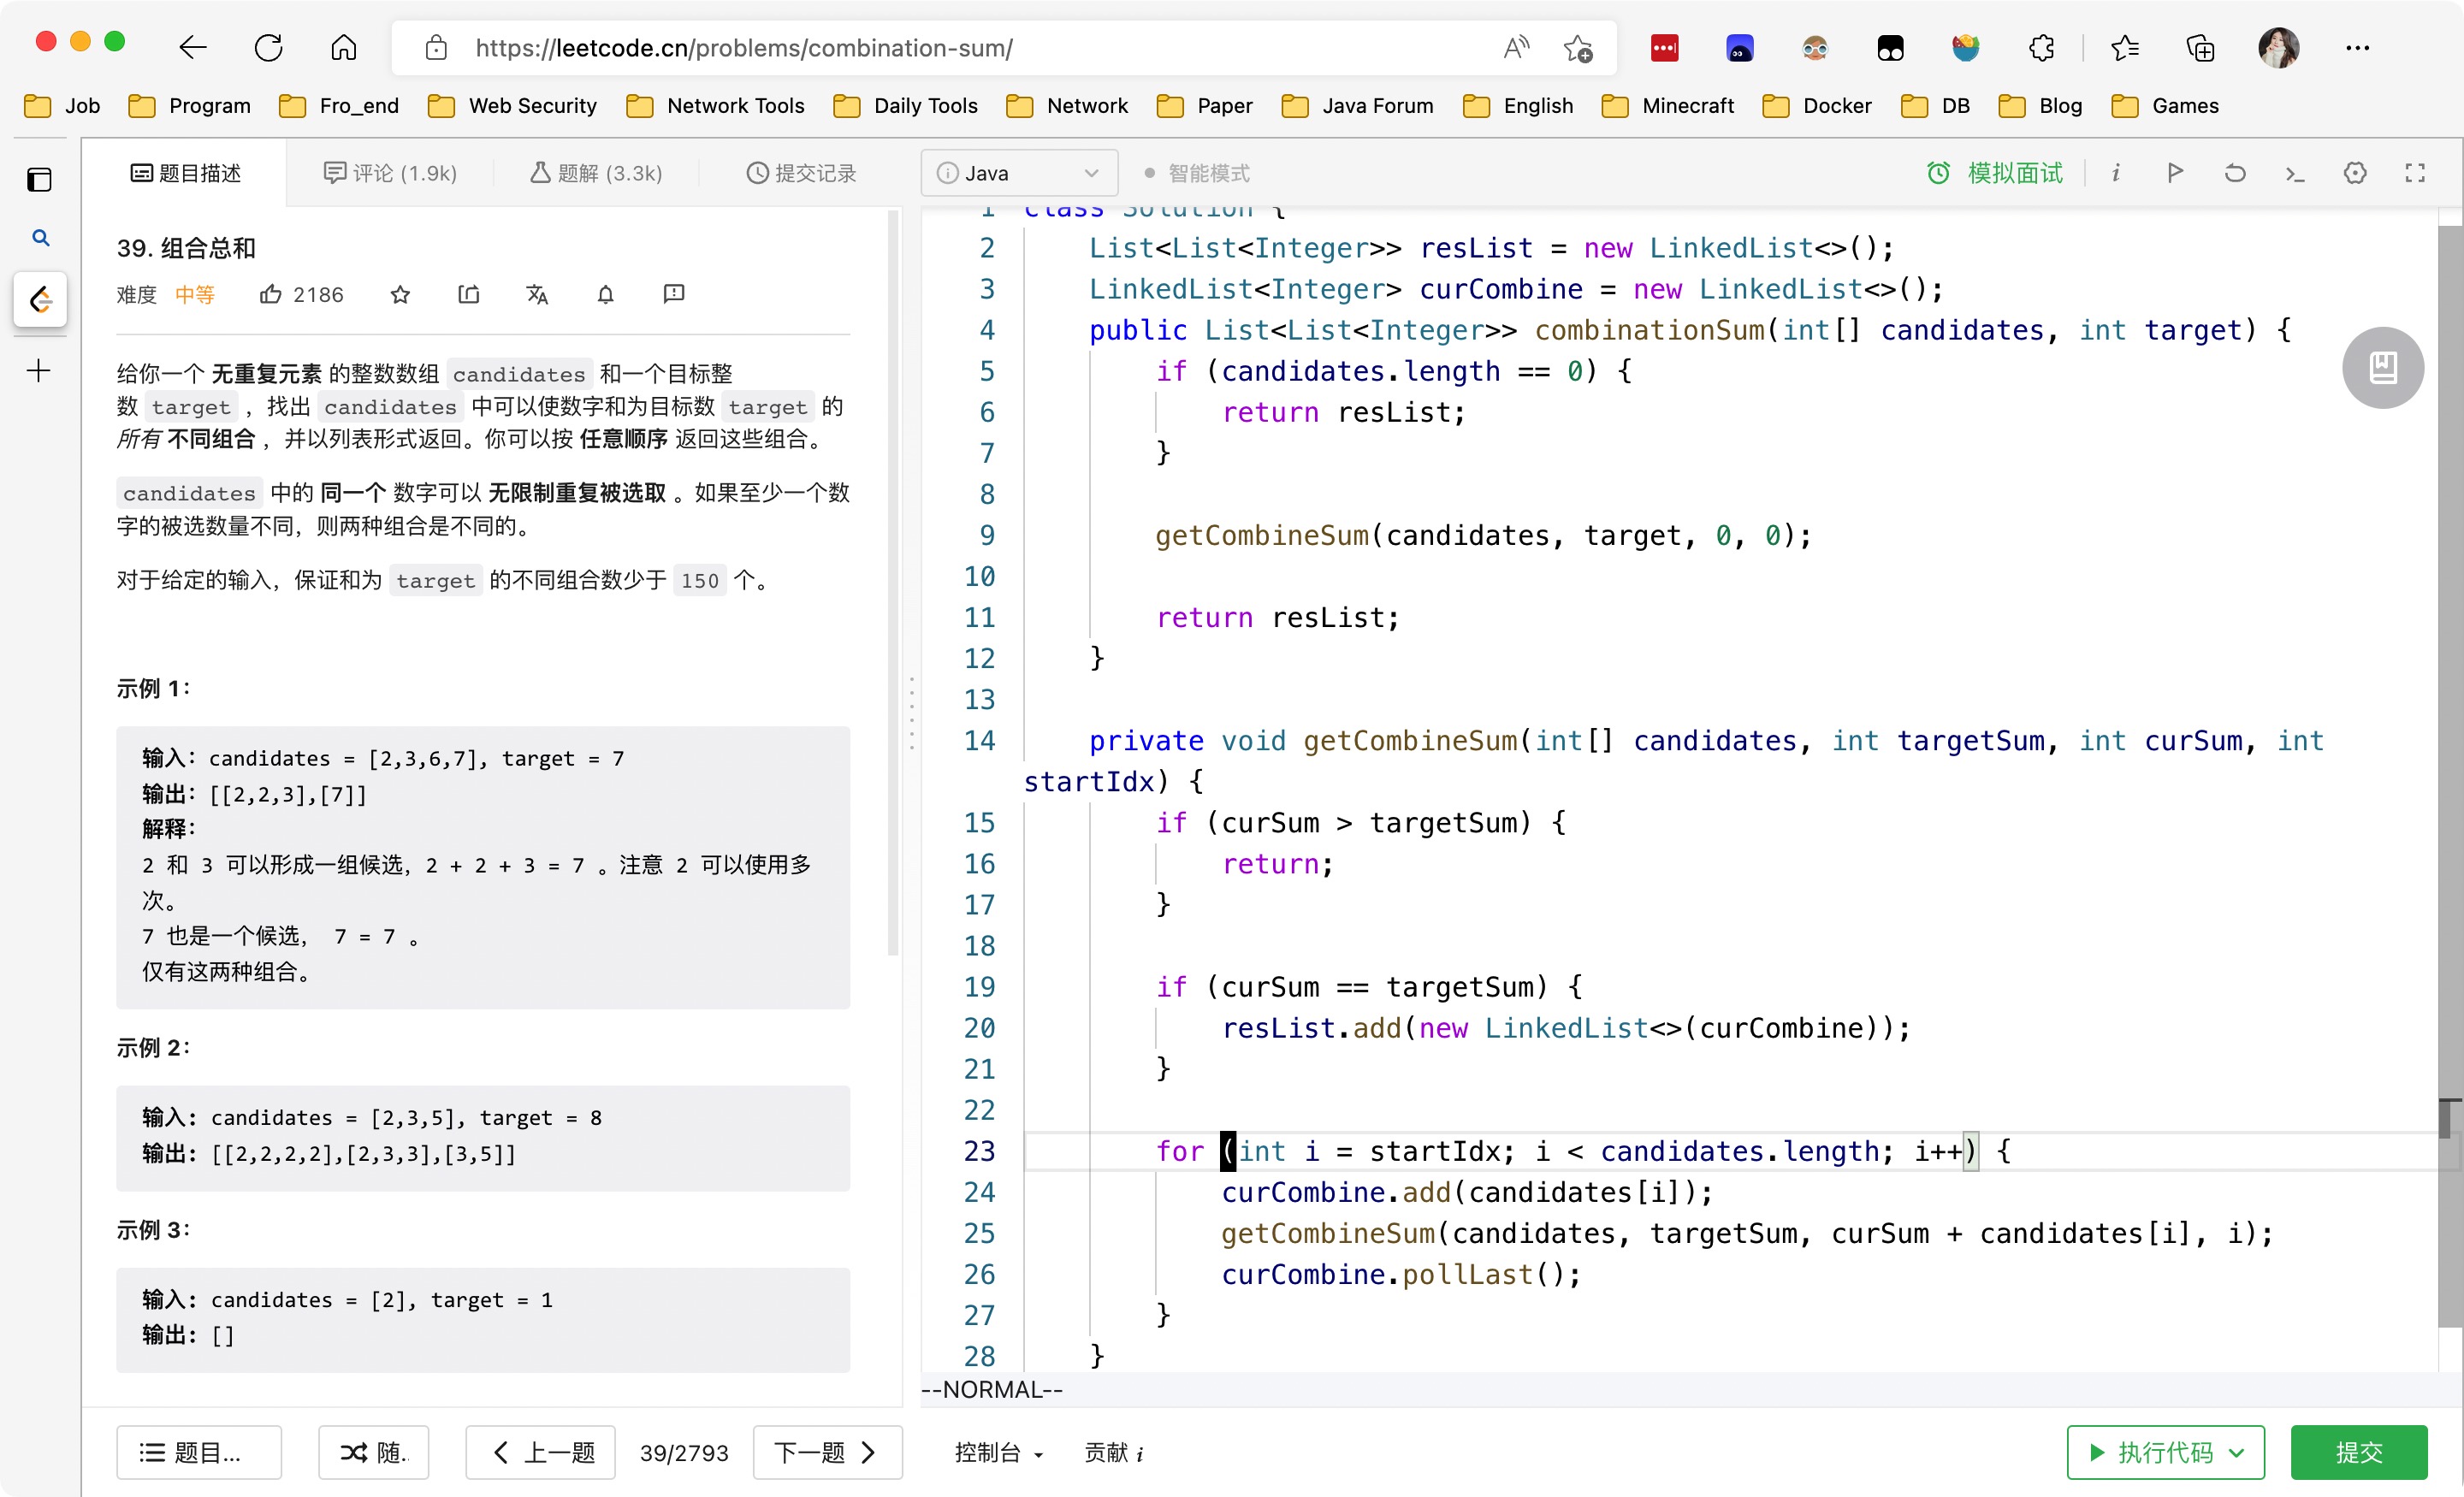 https://leetcode.cn/problems/combination-sum/
Job Program Fro_end Web Security Network Tools Daily Tools Network Paper Java Forum English Minecraft Docker DB Blog Games
题目描述 评论 (1.9k) 题解 (3.3k) 提交记录
39. 组合总和
难度 中等 2186
给你一个 无重复元素 的整数数组 candidates 和一个目标整
数 target ，找出 candidates 中可以使数字和为目标数 target 的
所有 不同组合 ，并以列表形式返回。你可以按 任意顺序 返回这些组合。
candidates 中的 同一个 数字可以 无限制重复被选取 。如果至少一个数
字的被选数量不同，则两种组合是不同的。
对于给定的输入，保证和为 target 的不同组合数少于 150 个。
示例 1：
输入：candidates = [2,3,6,7], target = 7
输出：[[2,2,3],[7]]
解释：
2 和 3 可以形成一组候选，2 + 2 + 3 = 7 。注意 2 可以使用多
次。
7 也是一个候选， 7 = 7 。
仅有这两种组合。
示例 2：
输入: candidates = [2,3,5], target = 8
输出: [[2,2,2,2],[2,3,3],[3,5]]
示例 3：
输入: candidates = [2], target = 1
输出: []
题目... 随. 上一题 39/2793 下一题
Java 智能模式 模拟面试
1 class Solution {
2 List<List<Integer>> resList = new LinkedList<>();
3 LinkedList<Integer> curCombine = new LinkedList<>();
4 public List<List<Integer>> combinationSum(int[] candidates, int target) {
5 if (candidates.length == 0) {
6 return resList;
7 }
8
9 getCombineSum(candidates, target, 0, 0);
10
11 return resList;
12 }
13
14 private void getCombineSum(int[] candidates, int targetSum, int curSum, int
startIdx) {
15 if (curSum > targetSum) {
16 return;
17 }
18
19 if (curSum == targetSum) {
20 resList.add(new LinkedList<>(curCombine));
21 }
22
23 for (int i = startIdx; i < candidates.length; i++) {
24 curCombine.add(candidates[i]);
25 getCombineSum(candidates, targetSum, curSum + candidates[i], i);
26 curCombine.pollLast();
27 }
28 }
--NORMAL--
控制台 贡献 i 执行代码 提交